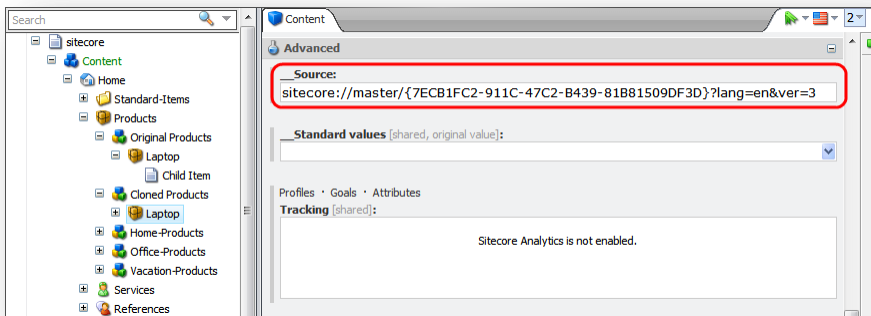 Search
sitecore
Content
Home
Standard-Items
Products
Original Products
Laptop
Child Item
Cloned Products
Laptop
Home-Products
Office-Products
Vacation-Products
Services
References
Content
2
Advanced
__Source:
sitecore://master/{7ECB1FC2-911C-47C2-B439-81B81509DF3D}?lang=en&ver=3
__Standard values [shared, original value]:
Profiles · Goals · Attributes
Tracking [shared]:
Sitecore Analytics is not enabled.